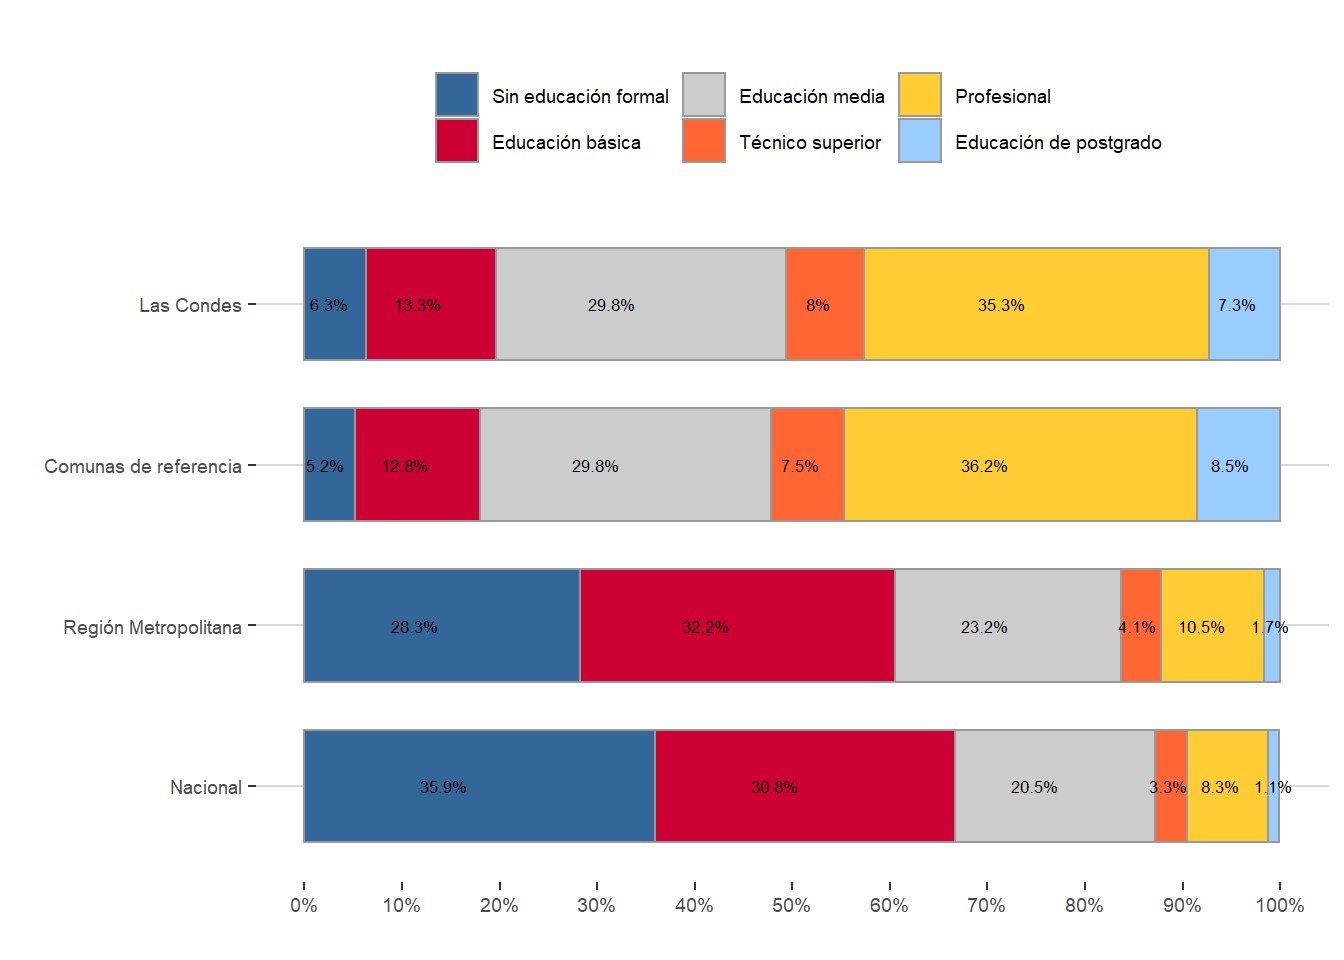 Sin educación formal Educación media Profesional
Educación básica Técnico superior Educación de postgrado
Las Condes 6.3% 13.3% 29.8% 8% 35.3% 7.3%
Comunas de referencia 5.2% 12.8% 29.8% 7.5% 36.2% 8.5%
Región Metropolitana 28.3% 32.2% 23.2% 4.1% 10.5% 1.7%
Nacional 35.9% 30.8% 20.5% 3.3% 8.3% 1.1%
0% 10% 20% 30% 40% 50% 60% 70% 80% 90% 100%